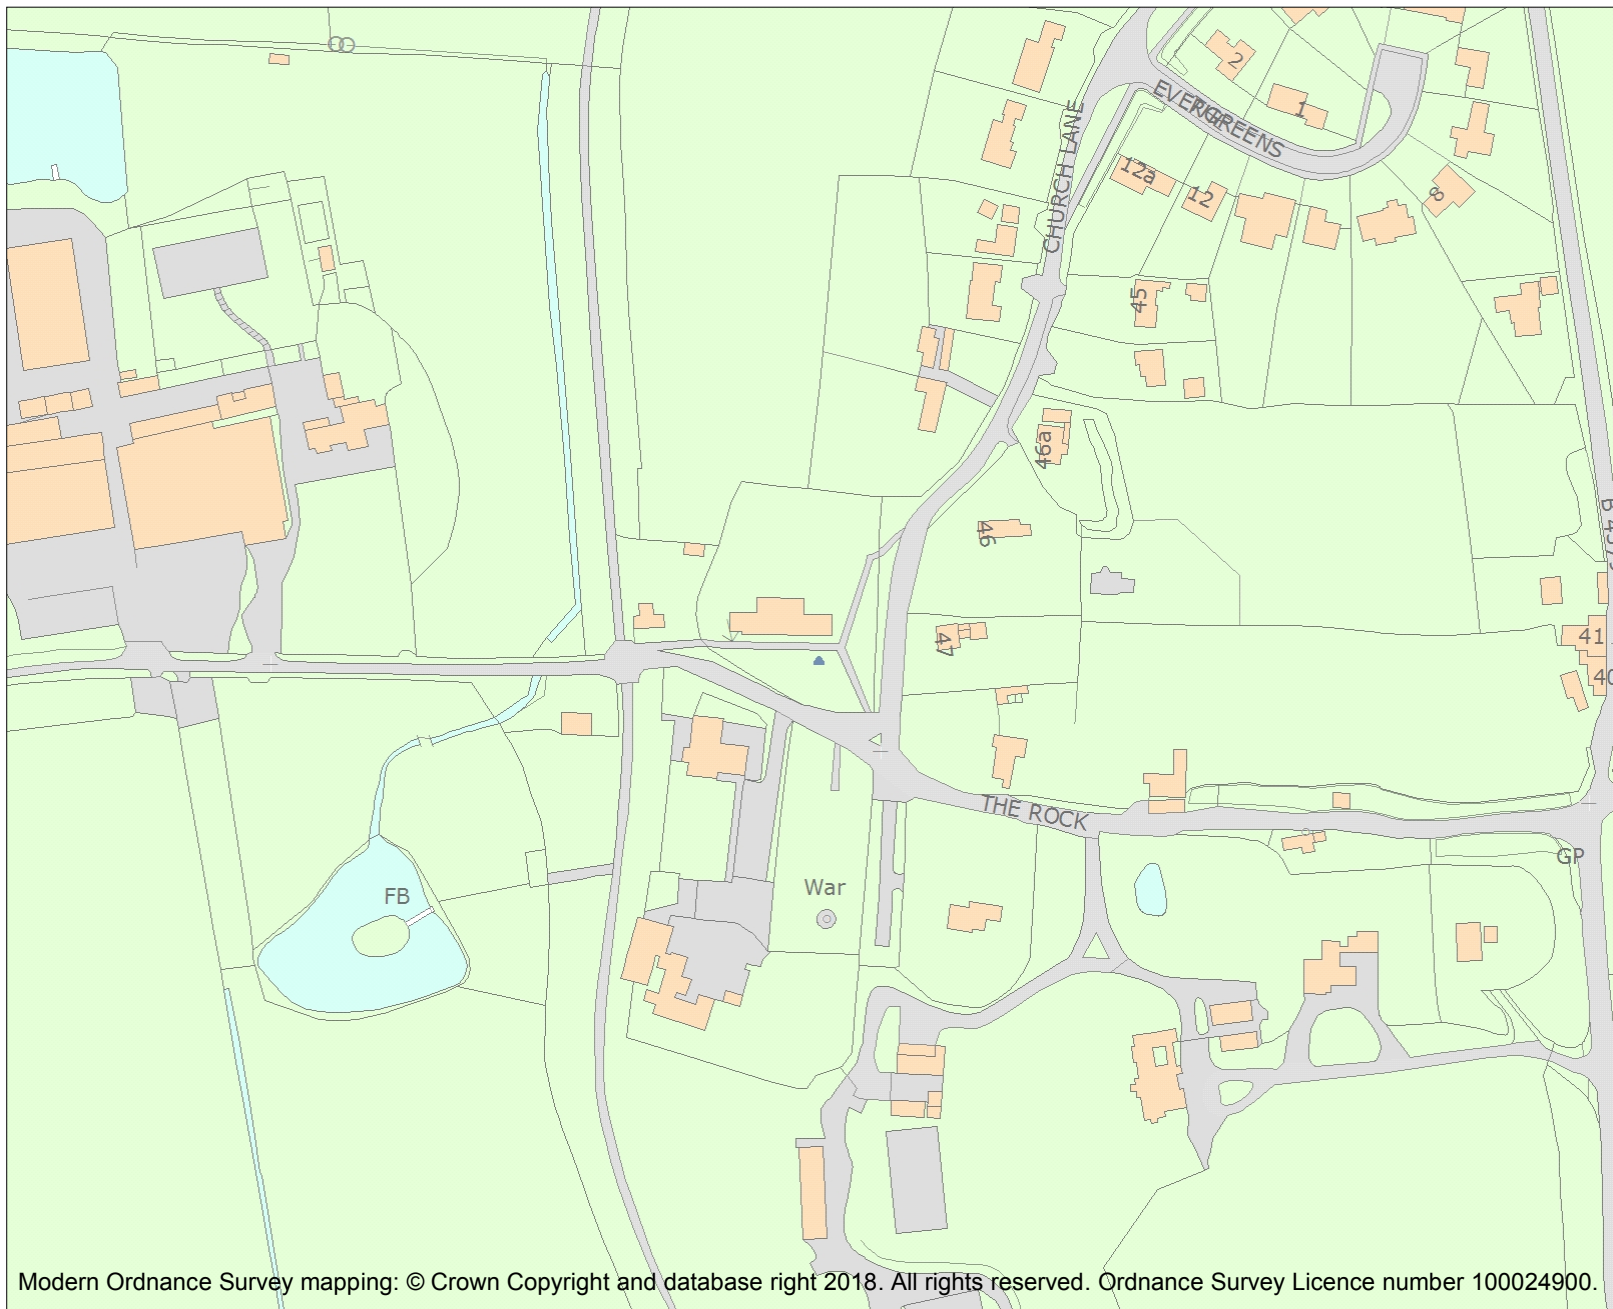 2
1
EVERGREENS
CHURCH LANE
12a
12
8
45
46a
46
47
41
40
THE ROCK
GP
FB
War
Modern Ordnance Survey mapping: © Crown Copyright and database right 2018. All rights reserved. Ordnance Survey Licence number 100024900.